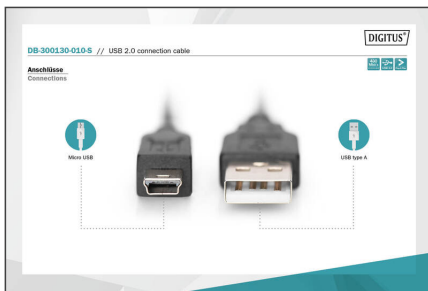 DIGITUS®
DB-300130-010-S // USB 2.0 connection cable
Anschlüsse
Connections
Micro USB
USB type A